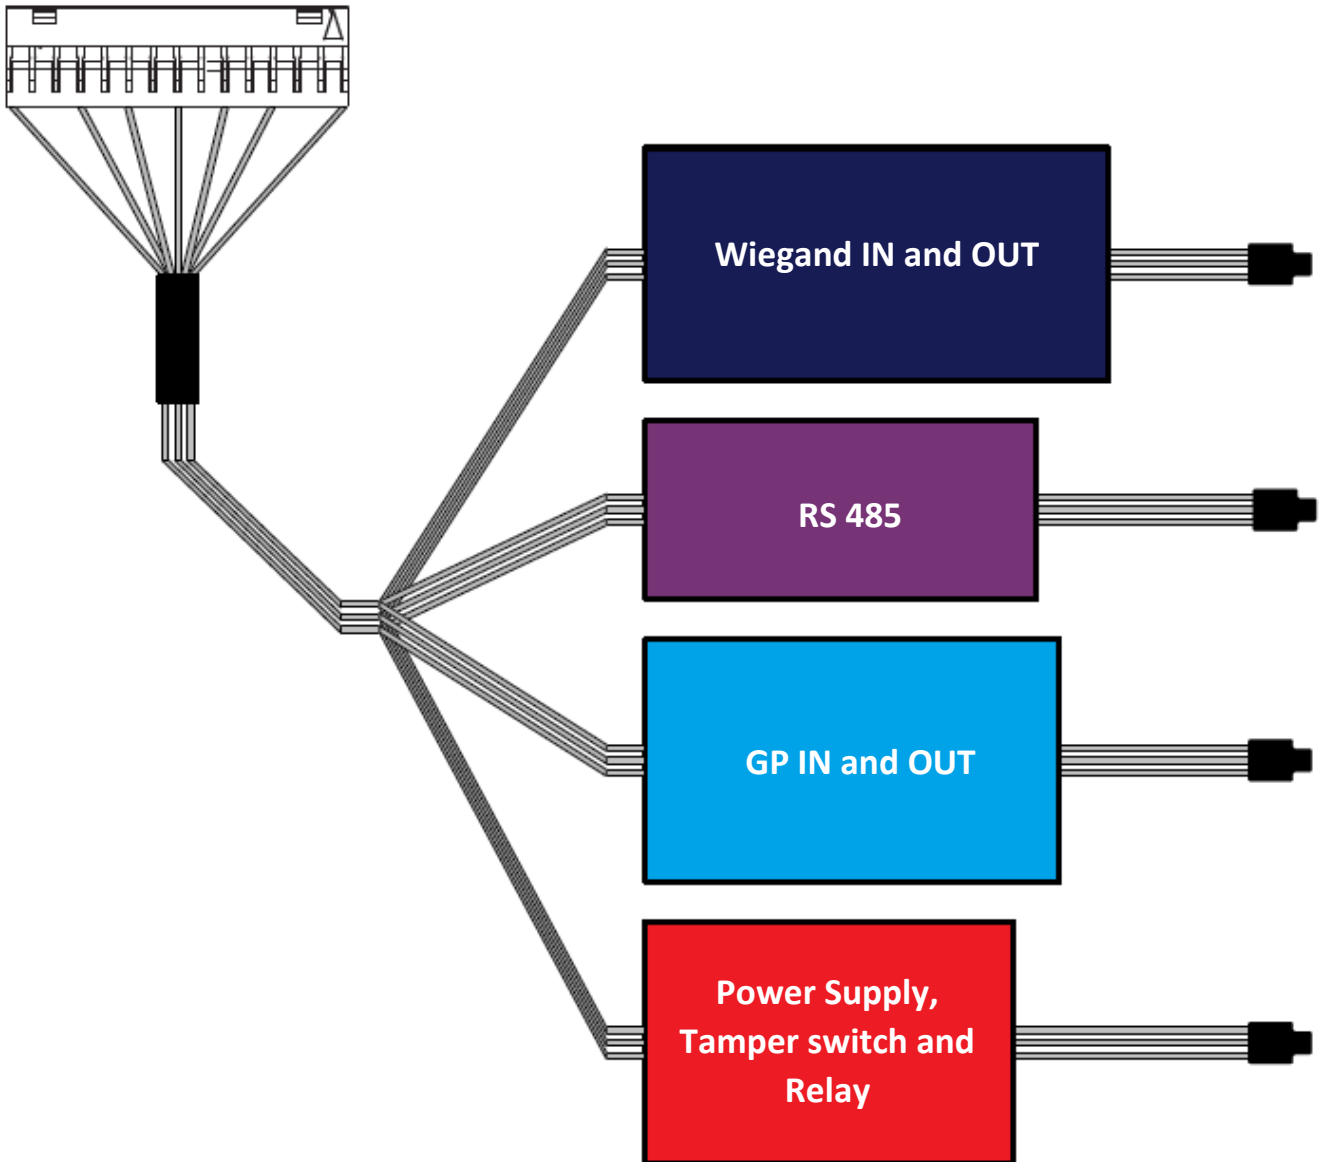 Wiegand IN and OUT
RS 485
GP IN and OUT
Power Supply,
Tamper switch and
Relay